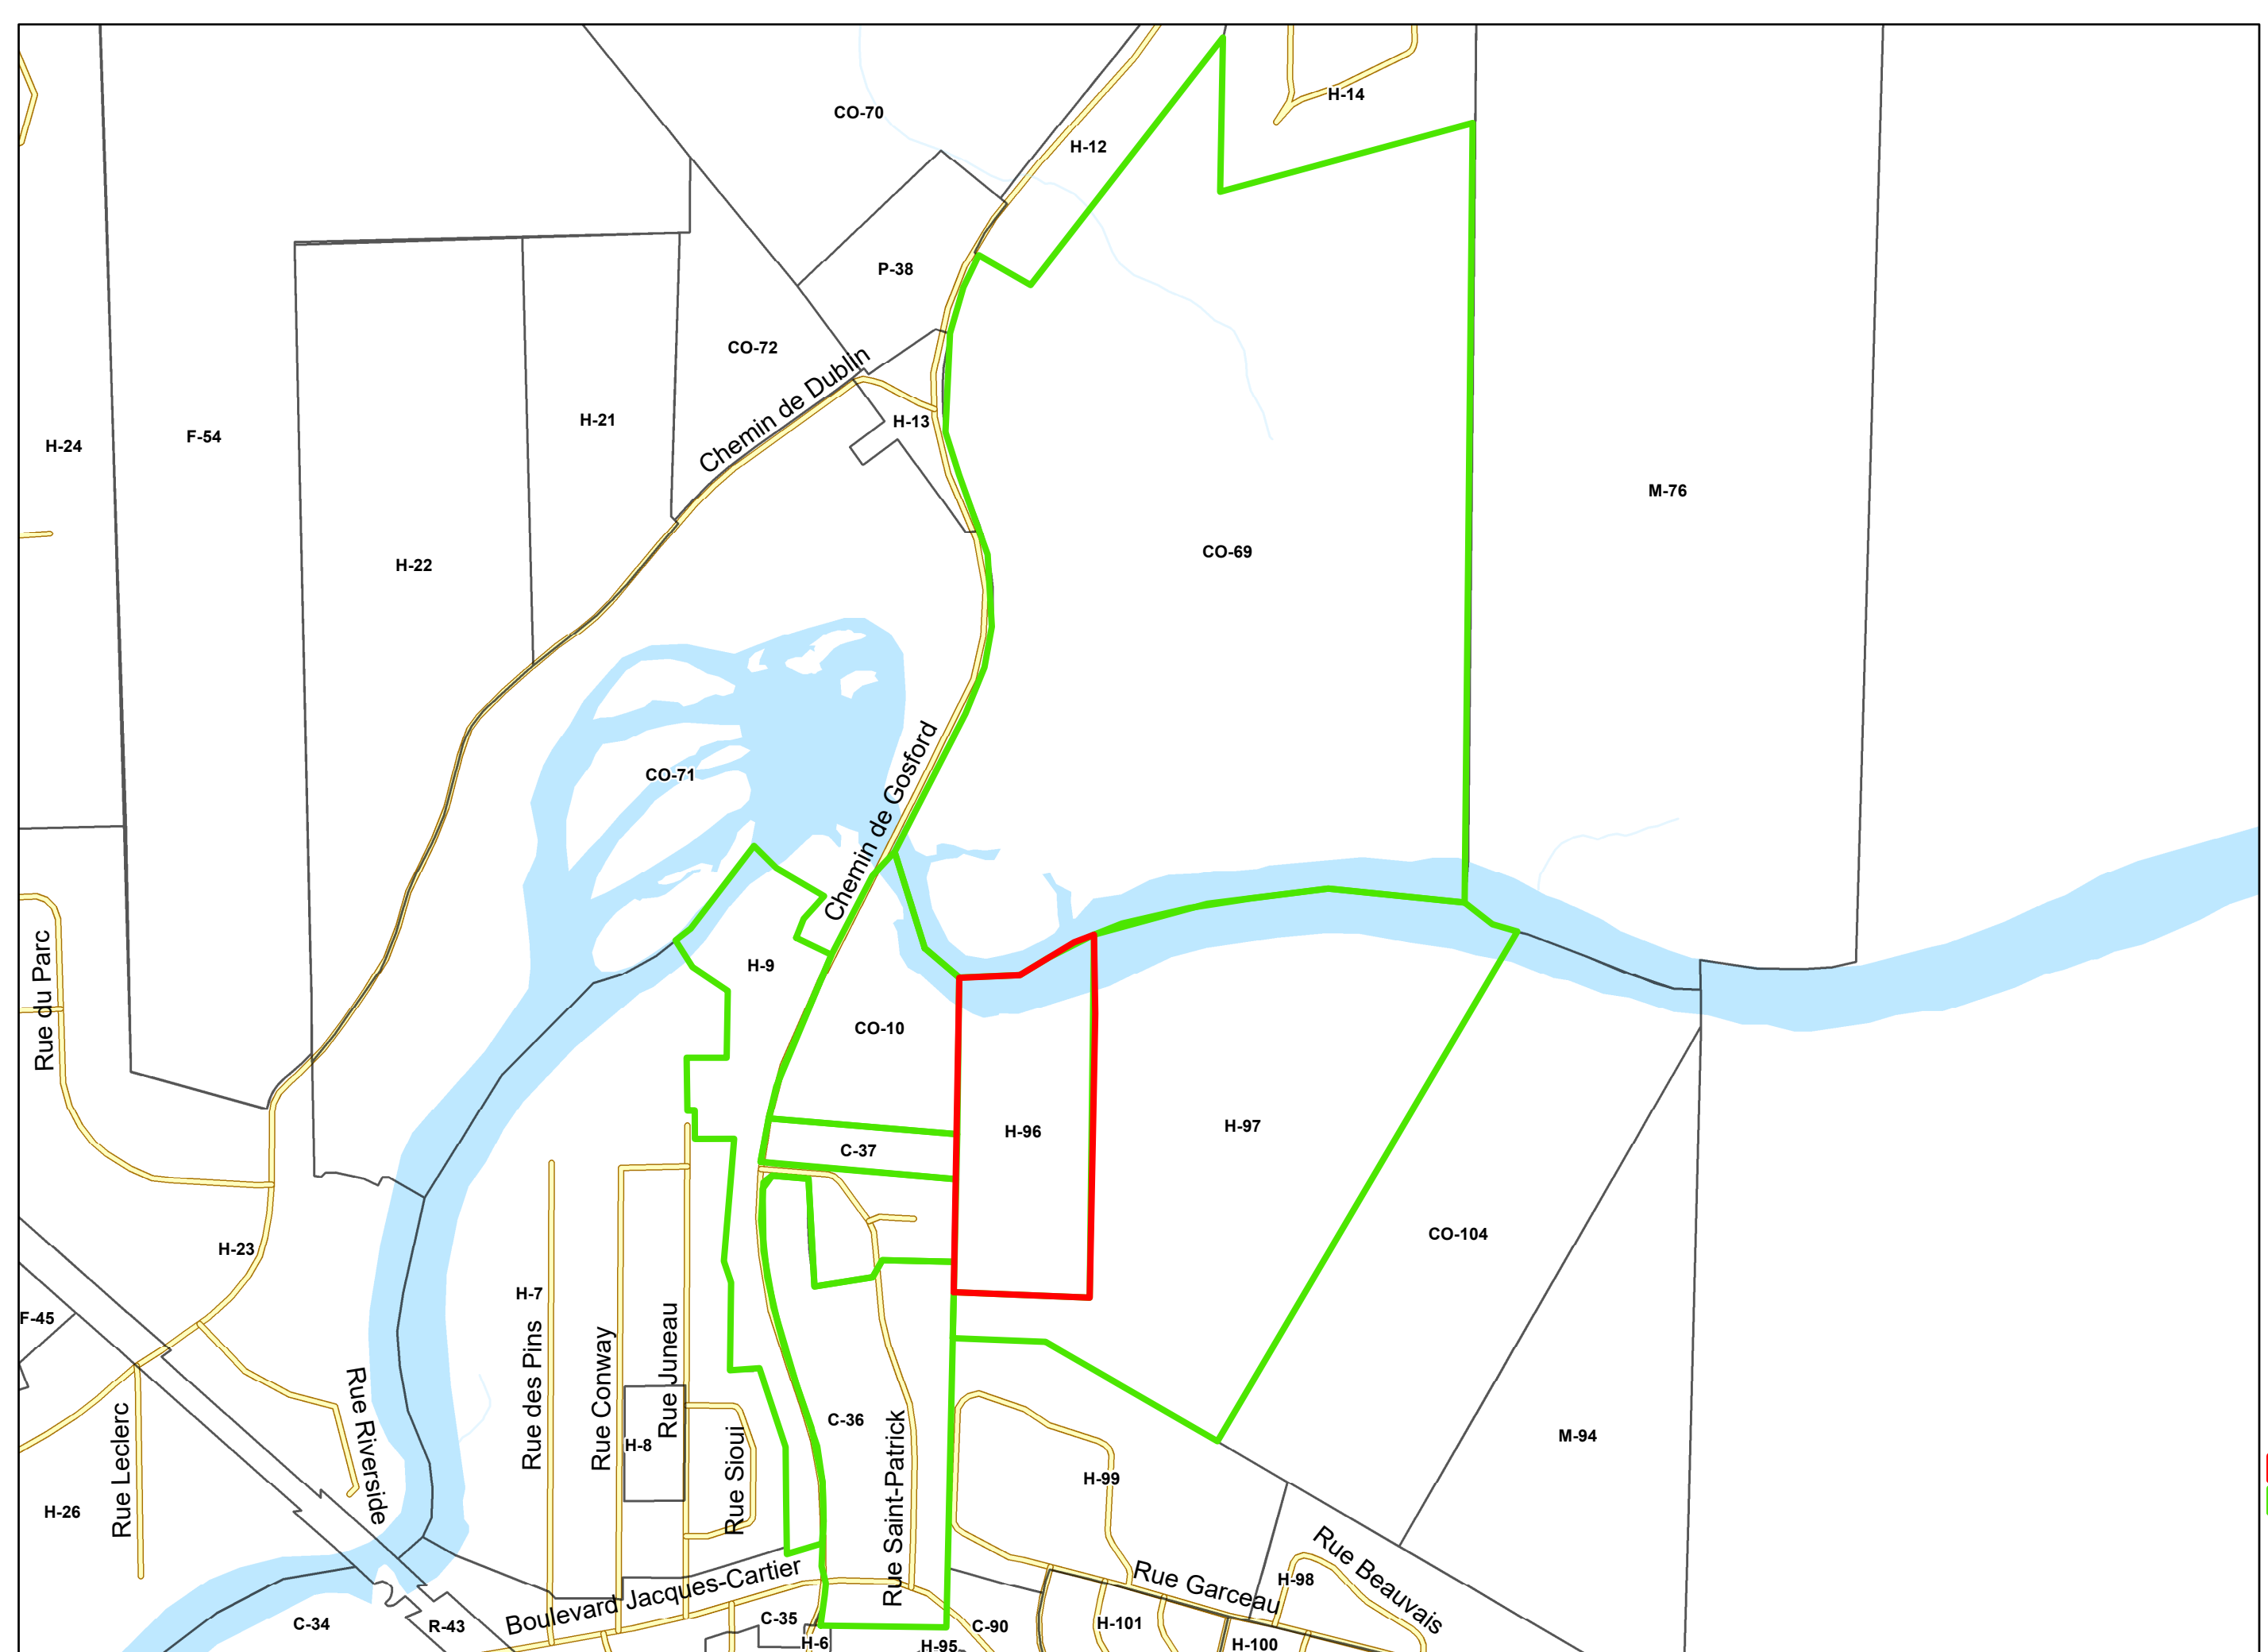 H-14
CO-70
H-12
P-38
CO-72
Chemin de Dublin
H-21
H-13
F-54
H-24
M-76
CO-69
H-22
CO-71
Chemin de Gosford
H-9
Rue du Parc
CO-10
H-97
H-96
C-37
CO-104
H-23
H-7
F-45
Rue des Pins
Rue Conway
Rue Juneau
Rue Riverside
Rue Leclerc
C-36
Rue Saint-Patrick
M-94
H-8
Rue Sioui
H-99
H-26
Rue Beauvais
Rue Garceau
H-98
Boulevard Jacques-Cartier
C-34
R-43
C-35
H-6
H-95
C-90
H-101
H-100